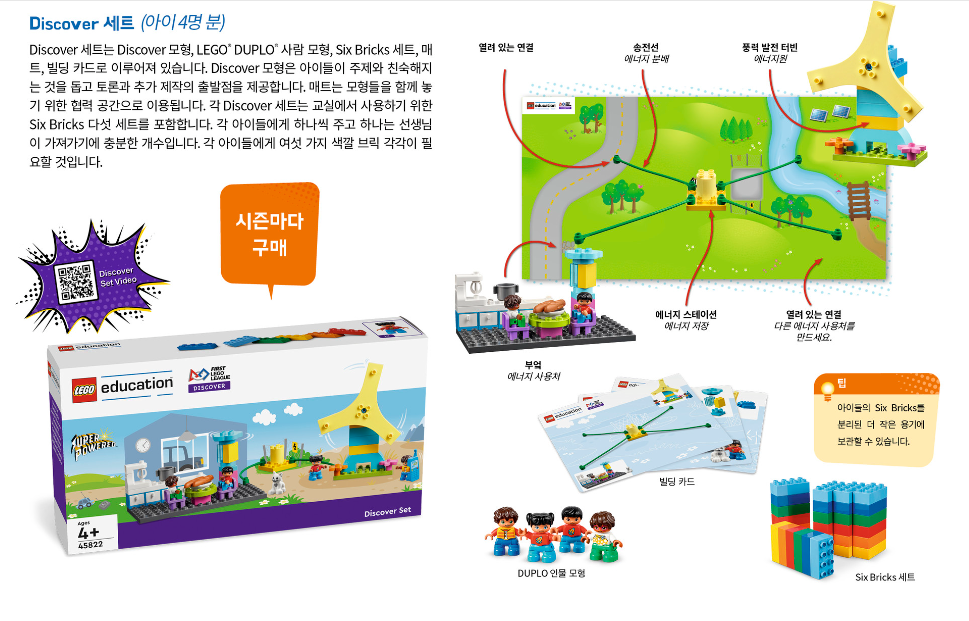 Discover 세트 (아이 4명 분)
Discover 세트는 Discover 모형, LEGO® DUPLO® 사람 모형, Six Bricks 세트, 매
트, 빌딩 카드로 이루어져 있습니다. Discover 모형은 아이들이 주제와 친숙해지
는 것을 돕고 토론과 추가 제작의 출발점을 제공합니다. 매트는 모형들을 함께 놓
기 위한 협력 공간으로 이용됩니다. 각 Discover 세트는 교실에서 사용하기 위한
Six Bricks 다섯 세트를 포함합니다. 각 아이들에게 하나씩 주고 하나는 선생님
이 가져가기에 충분한 개수입니다. 각 아이들에게 여섯 가지 색깔 브릭 각각이 필
요할 것입니다.
시즌마다
구매
Discover
Set Video
LEGO education
LEGO education
FIRST
LEGO
LEAGUE
DISCOVER
SUPER
POWERED
Ages
4+
45822
Discover Set
열려 있는 연결
송전선
에너지 분배
풍력 발전 터빈
에너지원
education
에너지 스테이션
에너지 저장
열려 있는 연결
다른 에너지 사용처를
만드세요.
부엌
에너지 사용처
education
빌딩 카드
팁
아이들의 Six Bricks를
분리된 더 작은 용기에
보관할 수 있습니다.
DUPLO 인물 모형
Six Bricks 세트